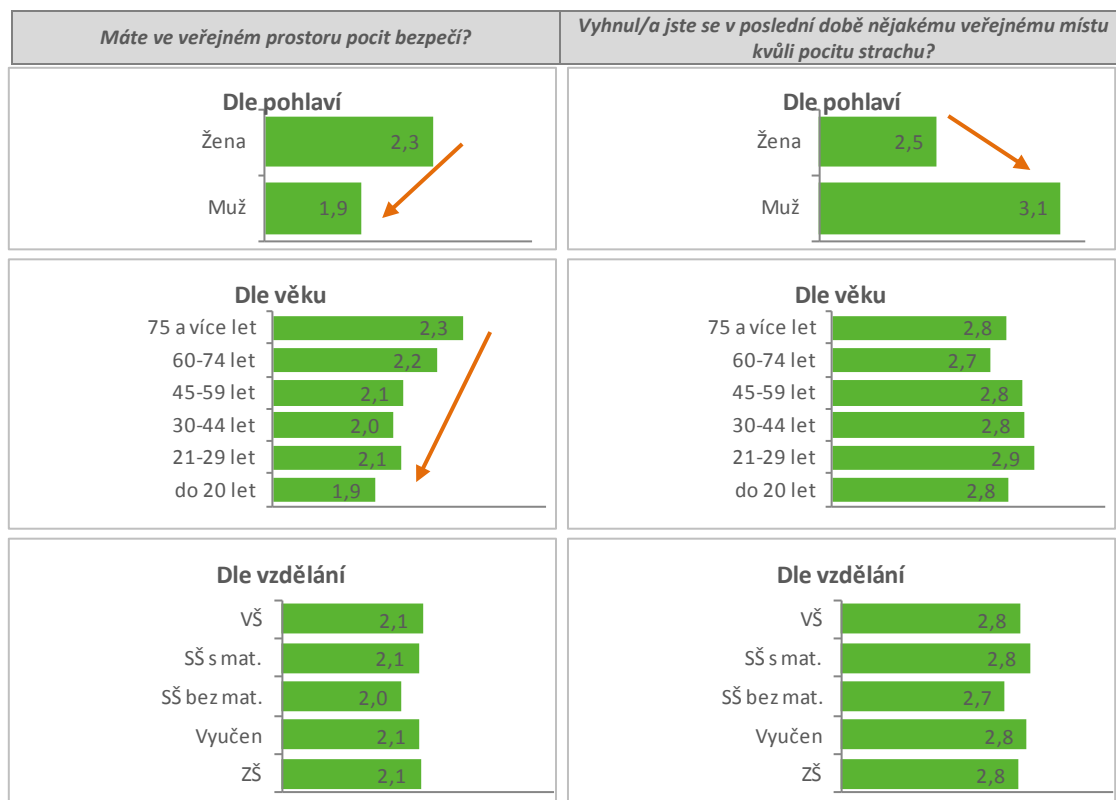 Máte ve veřejném prostoru pocit bezpečí?
Vyhnul/a jste se v poslední době nějakému veřejnému místu
kvůli pocitu strachu?
Dle pohlaví
Žena 2,3
Muž 1,9
Dle pohlaví
Žena 2,5
Muž 3,1
Dle věku
75 a více let 2,3
60-74 let 2,2
45-59 let 2,1
30-44 let 2,0
21-29 let 2,1
do 20 let 1,9
Dle věku
75 a více let 2,8
60-74 let 2,7
45-59 let 2,8
30-44 let 2,8
21-29 let 2,9
do 20 let 2,8
Dle vzdělání
VŠ 2,1
SŠ s mat. 2,1
SŠ bez mat. 2,0
Vyučen 2,1
ZŠ 2,1
Dle vzdělání
VŠ 2,8
SŠ s mat. 2,8
SŠ bez mat. 2,7
Vyučen 2,8
ZŠ 2,8